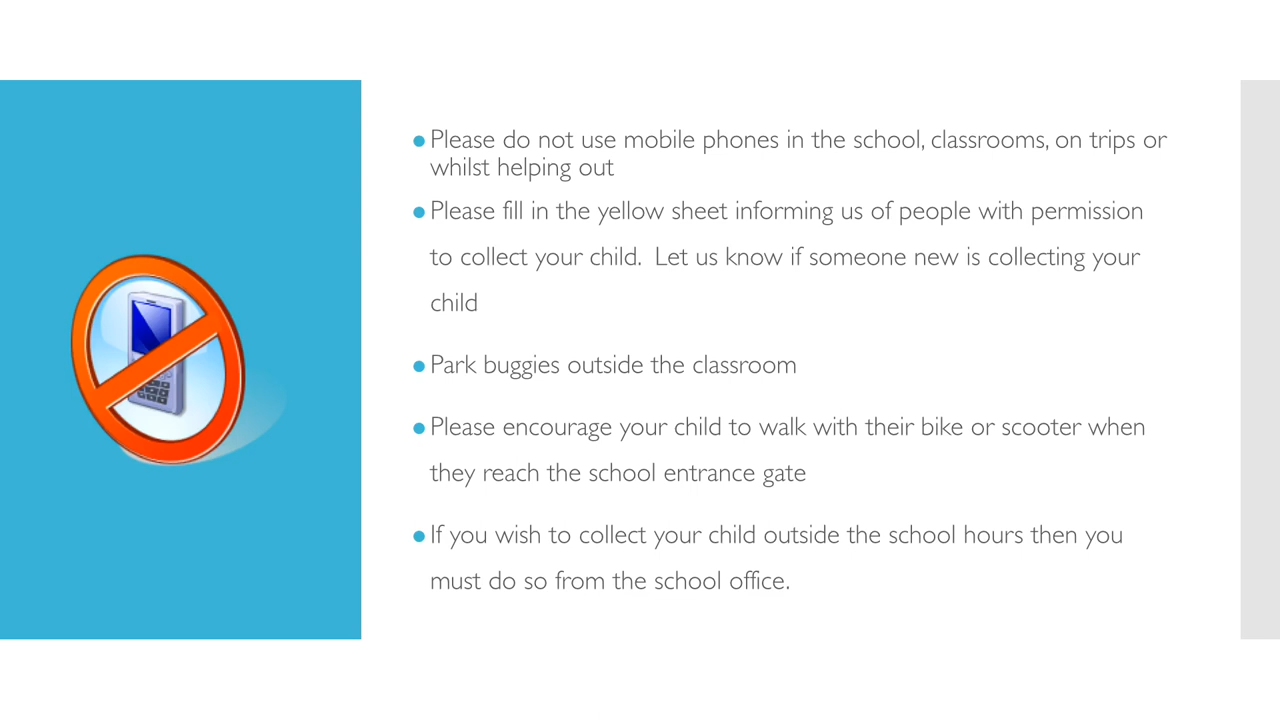 ●Please do not use mobile phones in the school, classrooms, on trips or
whilst helping out
●Please fill in the yellow sheet informing us of people with permission
to collect your child.  Let us know if someone new is collecting your
child
●Park buggies outside the classroom
●Please encourage your child to walk with their bike or scooter when
they reach the school entrance gate
●If you wish to collect your child outside the school hours then you
must do so from the school office.